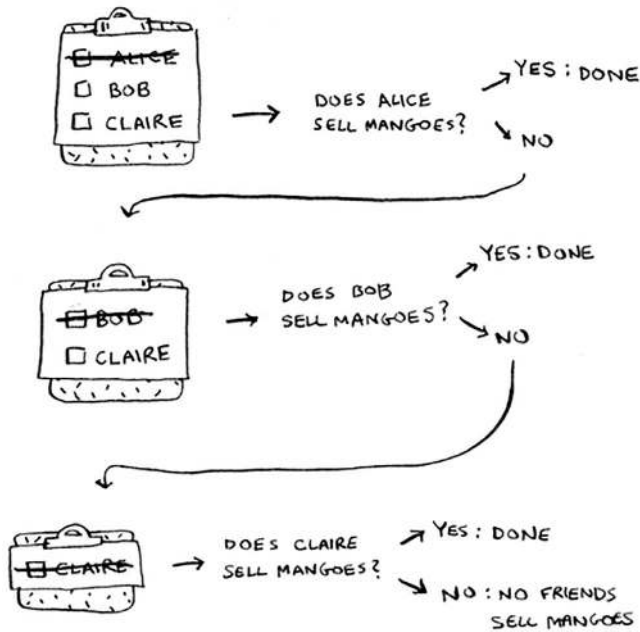 ALICE
BOB
CLAIRE
DOES ALICE
SELL MANGOES?
YES: DONE
NO
BOB
CLAIRE
DOES BOB
SELL MANGOES?
YES: DONE
NO
CLAIRE
DOES CLAIRE
SELL MANGOES?
YES: DONE
NO: NO FRIENDS
SELL MANGOES